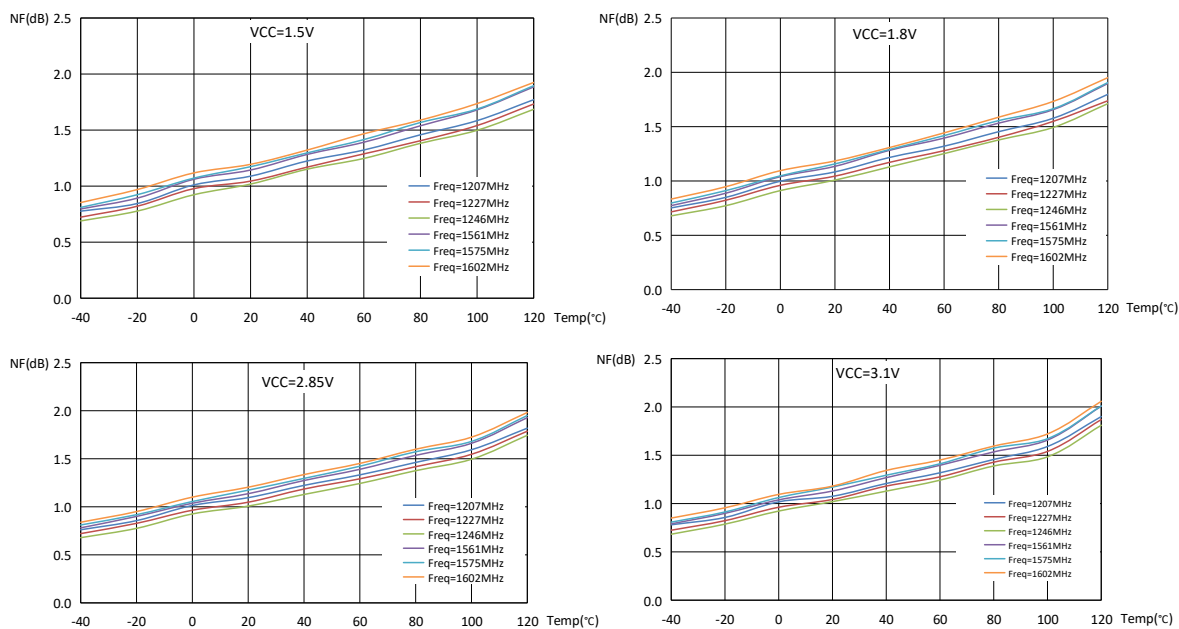 NF(dB) 2.5
VCC=1.5V
2.0
1.5
1.0
0.5
0.0
Freq=1207MHz
Freq=1227MHz
Freq=1246MHz
Freq=1561MHz
Freq=1575MHz
Freq=1602MHz
-40 -20 0 20 40 60 80 100 120 Temp(℃)
NF(dB) 2.5
VCC=1.8V
2.0
1.5
1.0
0.5
0.0
Freq=1207MHz
Freq=1227MHz
Freq=1246MHz
Freq=1561MHz
Freq=1575MHz
Freq=1602MHz
-40 -20 0 20 40 60 80 100 120 Temp(℃)
NF(dB) 2.5
VCC=2.85V
2.0
1.5
1.0
0.5
0.0
Freq=1207MHz
Freq=1227MHz
Freq=1246MHz
Freq=1561MHz
Freq=1575MHz
Freq=1602MHz
-40 -20 0 20 40 60 80 100 120 Temp(℃)
NF(dB) 2.5
VCC=3.1V
2.0
1.5
1.0
0.5
0.0
Freq=1207MHz
Freq=1227MHz
Freq=1246MHz
Freq=1561MHz
Freq=1575MHz
Freq=1602MHz
-40 -20 0 20 40 60 80 100 120 Temp(℃)